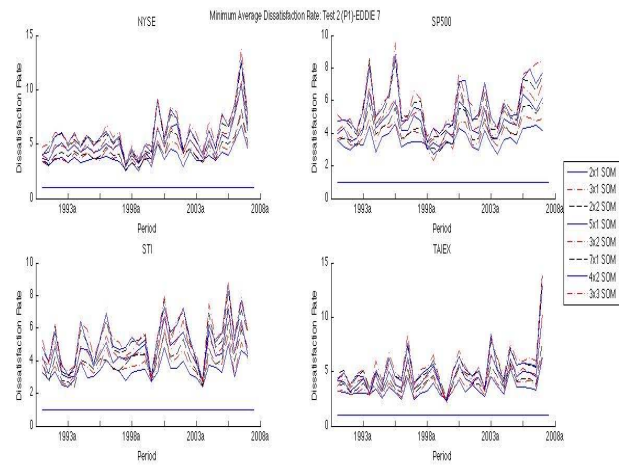 Minimum Average Dissatisfaction Rate: Test 2 (P1)-EDDIE 7
NYSE
15
10
5
0
Dissatisfaction Rate
1993a 1998a 2003a 2008a
Period
SP500
10
8
6
4
2
0
Dissatisfaction Rate
1993a 1998a 2003a 2008a
Period
STI
10
8
6
4
2
0
Dissatisfaction Rate
1993a 1998a 2003a 2008a
Period
TAIEX
15
10
5
0
Dissatisfaction Rate
1993a 1998a 2003a 2008a
Period
2x1 SOM
3x1 SOM
2x2 SOM
5x1 SOM
3x2 SOM
7x1 SOM
4x2 SOM
3x3 SOM